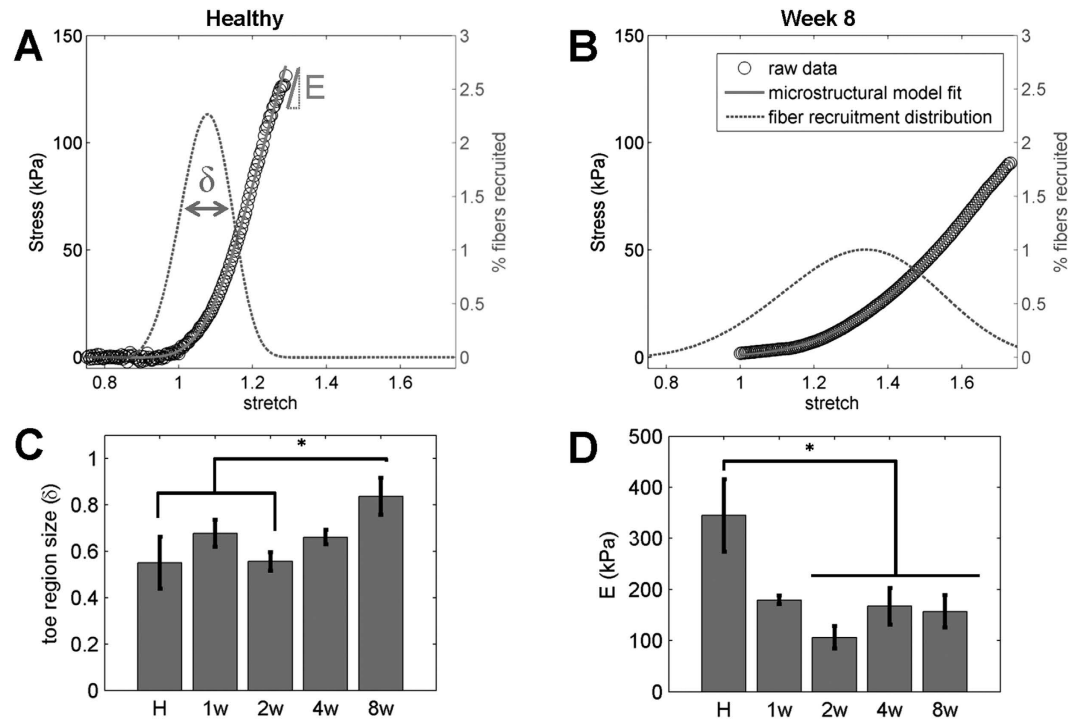 Healthy
A
150
100
50
0
Stress (kPa)
3
2.5
2
1.5
1
0.5
0
% fibers recruited
E
δ
0.8 1 1.2 1.4 1.6
stretch
Week 8
B
150
100
50
0
Stress (kPa)
raw data
microstructural model fit
fiber recruitment distribution
3
2.5
2
1.5
1
0.5
0
% fibers recruited
0.8 1 1.2 1.4 1.6
stretch
C
1
0.8
0.6
0.4
0.2
0
toe region size (δ)
*
H 1w 2w 4w 8w
D
500
400
300
200
100
0
E (kPa)
*
H 1w 2w 4w 8w